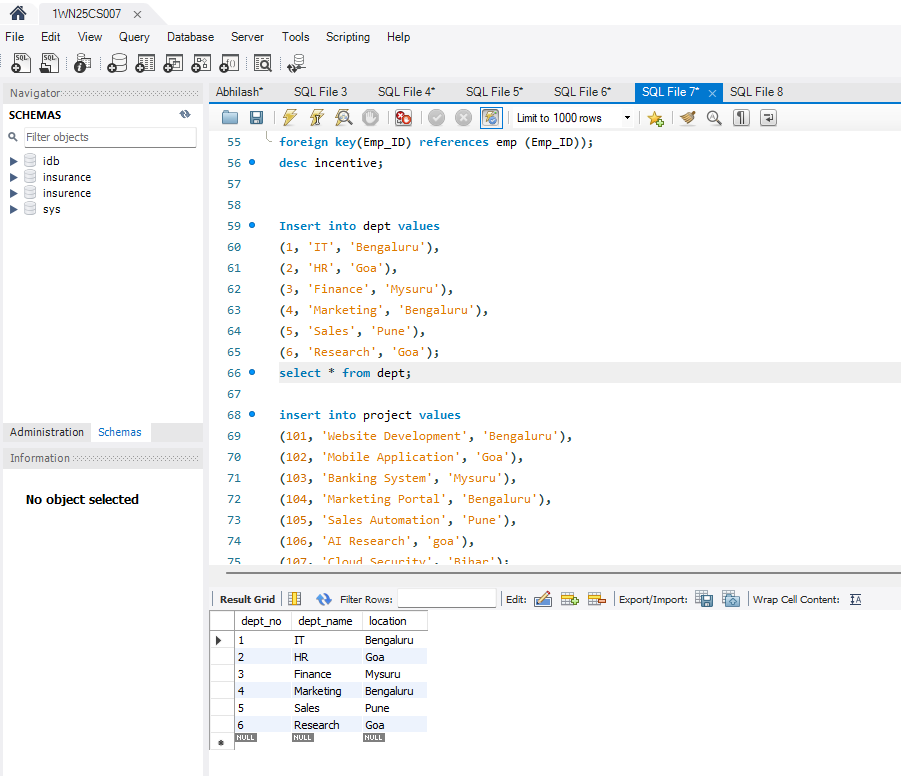 1WN25CS007
File Edit View Query Database Server Tools Scripting Help
Navigator
SCHEMAS
Filter objects
idb
insurance
insurence
sys
Administration Schemas
Information
No object selected
Abhilash* SQL File 3 SQL File 4* SQL File 5* SQL File 6* SQL File 7* SQL File 8
Limit to 1000 rows
55 foreign key(Emp_ID) references emp (Emp_ID));
56 desc incentive;
57
58
59 Insert into dept values
60 (1, 'IT', 'Bengaluru'),
61 (2, 'HR', 'Goa'),
62 (3, 'Finance', 'Mysuru'),
63 (4, 'Marketing', 'Bengaluru'),
64 (5, 'Sales', 'Pune'),
65 (6, 'Research', 'Goa');
66 select * from dept;
67
68 insert into project values
69 (101, 'Website Development', 'Bengaluru'),
70 (102, 'Mobile Application', 'Goa'),
71 (103, 'Banking System', 'Mysuru'),
72 (104, 'Marketing Portal', 'Bengaluru'),
73 (105, 'Sales Automation', 'Pune'),
74 (106, 'AI Research', 'goa'),
75 (107, 'Cloud Security', 'Bihar');
Result Grid Filter Rows: Edit: Export/Import: Wrap Cell Content:
dept_no dept_name location
1 IT Bengaluru
2 HR Goa
3 Finance Mysuru
4 Marketing Bengaluru
5 Sales Pune
6 Research Goa
NULL NULL NULL